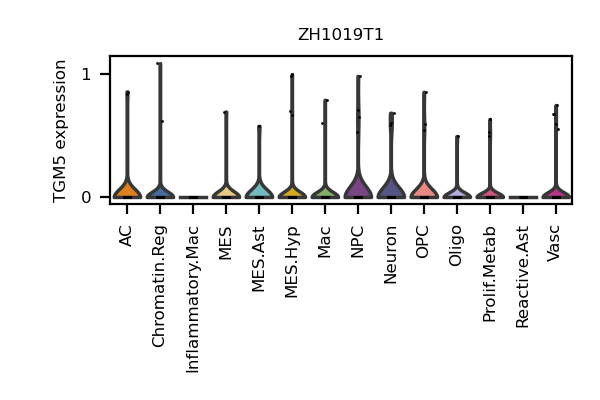 ZH1019T1
TGM5 expression
1
0
AC
Chromatin.Reg
Inflammatory.Mac
MES
MES.Ast
MES.Hyp
Mac
NPC
Neuron
OPC
Oligo
Prolif.Metab
Reactive.Ast
Vasc